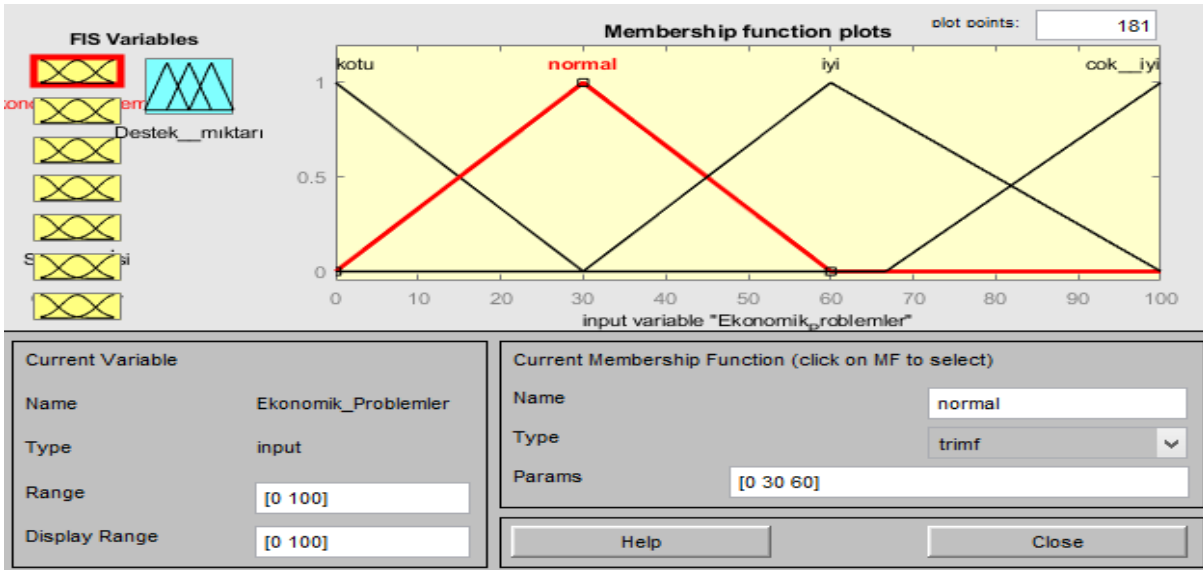 FIS Variables
Destek__mıktarı
Membership function plots
plot points:
181
kotu
normal
iyi
cok__iyi
1
0.5
0
0 10 20 30 40 50 60 70 80 90 100
input variable "Ekonomik_problemler"
Current Variable
Name Ekonomik_Problemler
Type input
Range [0 100]
Display Range [0 100]
Current Membership Function (click on MF to select)
Name normal
Type trimf
Params [0 30 60]
Help
Close